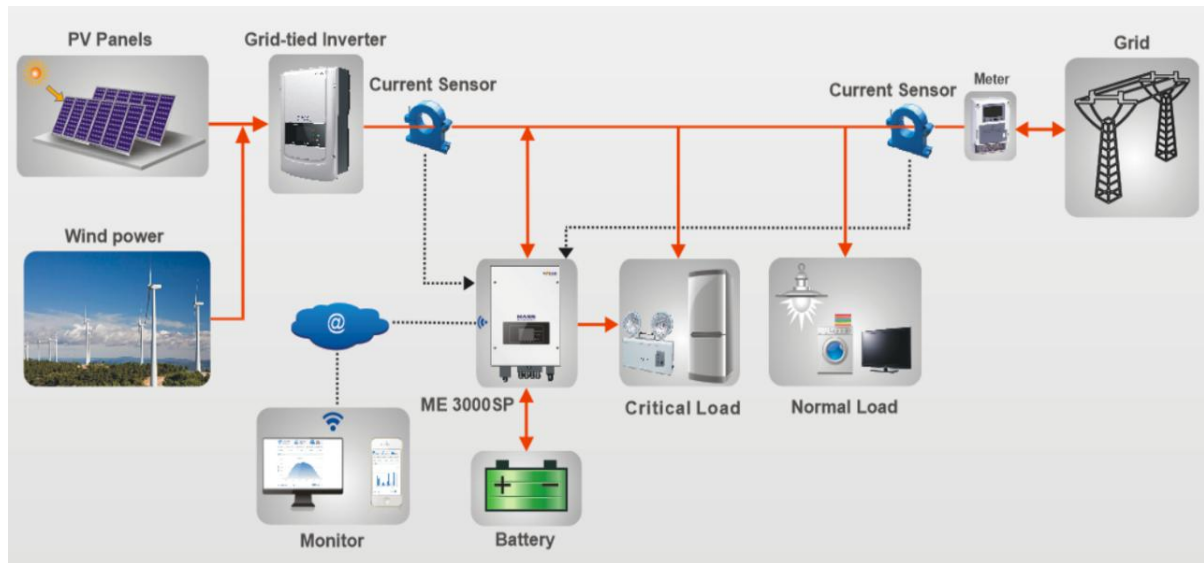 PV Panels
Grid-tied Inverter
Current Sensor
Current Sensor
Meter
Grid
Wind power
@
ME 3000SP
Critical Load
Normal Load
+ −
Monitor
Battery